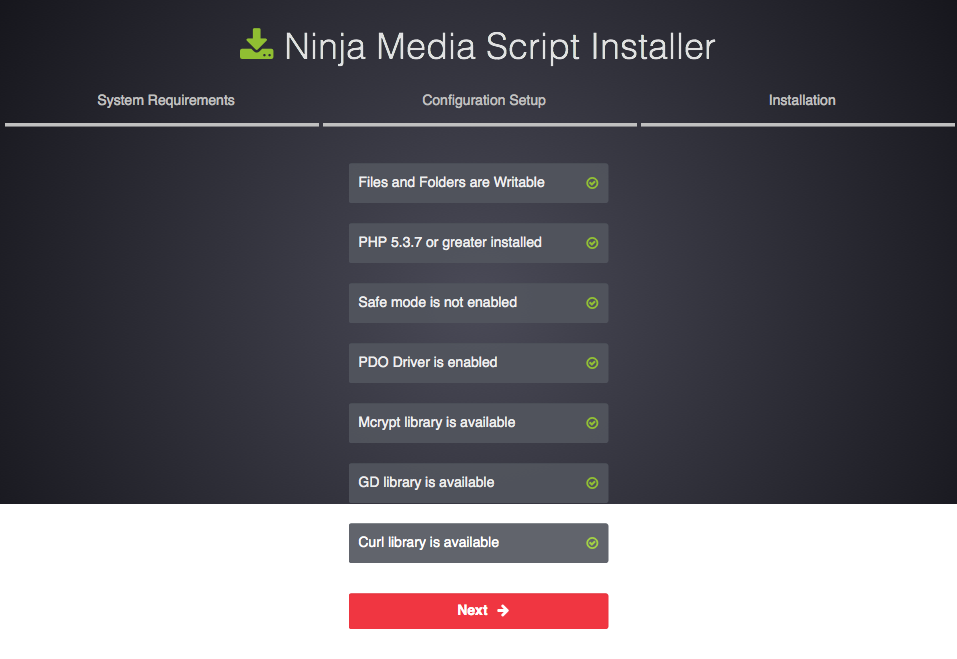 Ninja Media Script Installer
System Requirements
Configuration Setup
Installation
Files and Folders are Writable
PHP 5.3.7 or greater installed
Safe mode is not enabled
PDO Driver is enabled
Mcrypt library is available
GD library is available
Curl library is available
Next